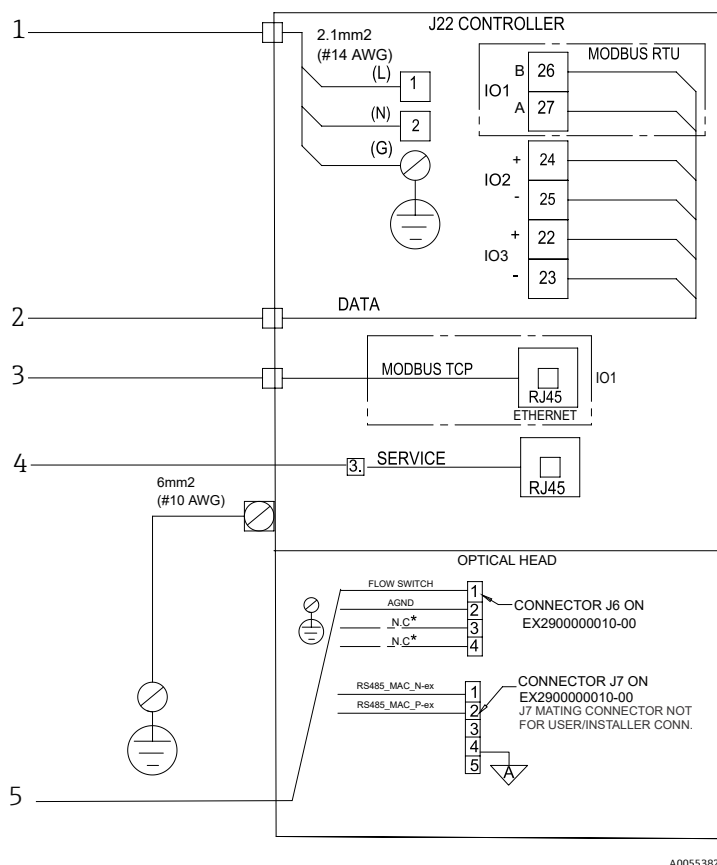 J22 CONTROLLER
1
2.1mm2
(#14 AWG)
(L)
1
(N)
2
(G)
MODBUS RTU
IO1
B
26
A
27
IO2
+
24
-
25
IO3
+
22
-
23
2
DATA
3
MODBUS TCP
RJ45
ETHERNET
IO1
4
3.
SERVICE
RJ45
6mm2
(#10 AWG)
OPTICAL HEAD
FLOW SWITCH
1
AGND
2
N.C*
3
N.C*
4
CONNECTOR J6 ON
EX2900000010-00
RS485_MAC_N-ex
1
RS485_MAC_P-ex
2
3
4
5
A
CONNECTOR J7 ON
EX2900000010-00
J7 MATING CONNECTOR NOT
FOR USER/INSTALLER CONN.
5
A0055382